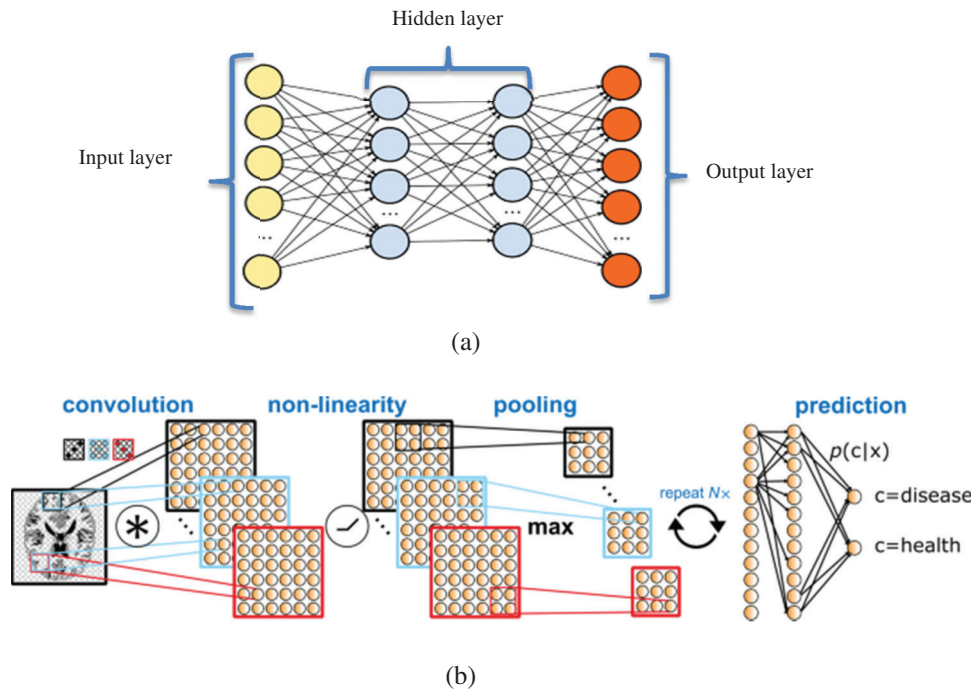 Hidden layer
Input layer
Output layer
...
...
...
...
(a)
convolution
non-linearity
pooling
prediction
p(c|x)
c=disease
c=health
*
max
repeat N×
(b)